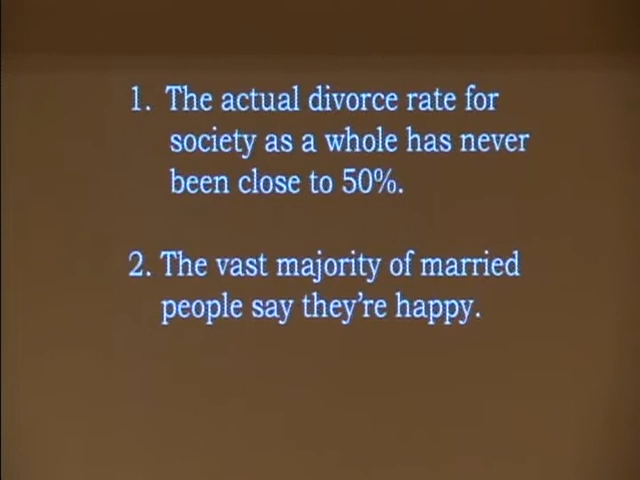 1. The actual divorce rate for
society as a whole has never
been close to 50%.
2. The vast majority of married
people say they're happy.